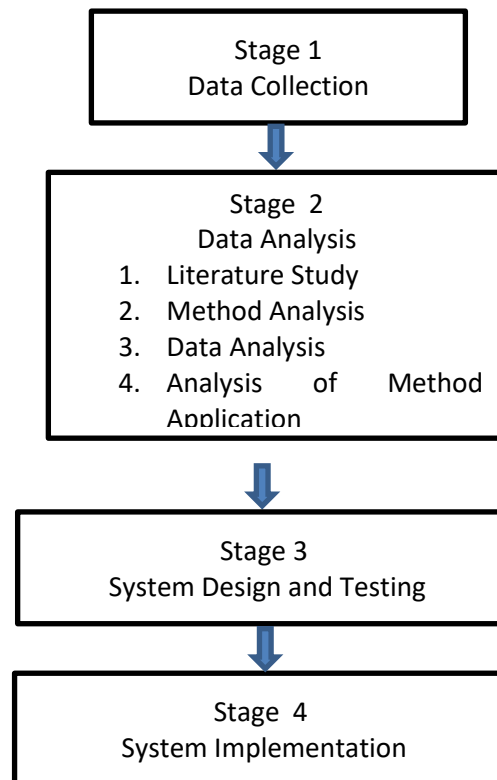 Stage 1
Data Collection
Stage 2
Data Analysis
1. Literature Study
2. Method Analysis
3. Data Analysis
4. Analysis of Method
Application
Stage 3
System Design and Testing
Stage 4
System Implementation